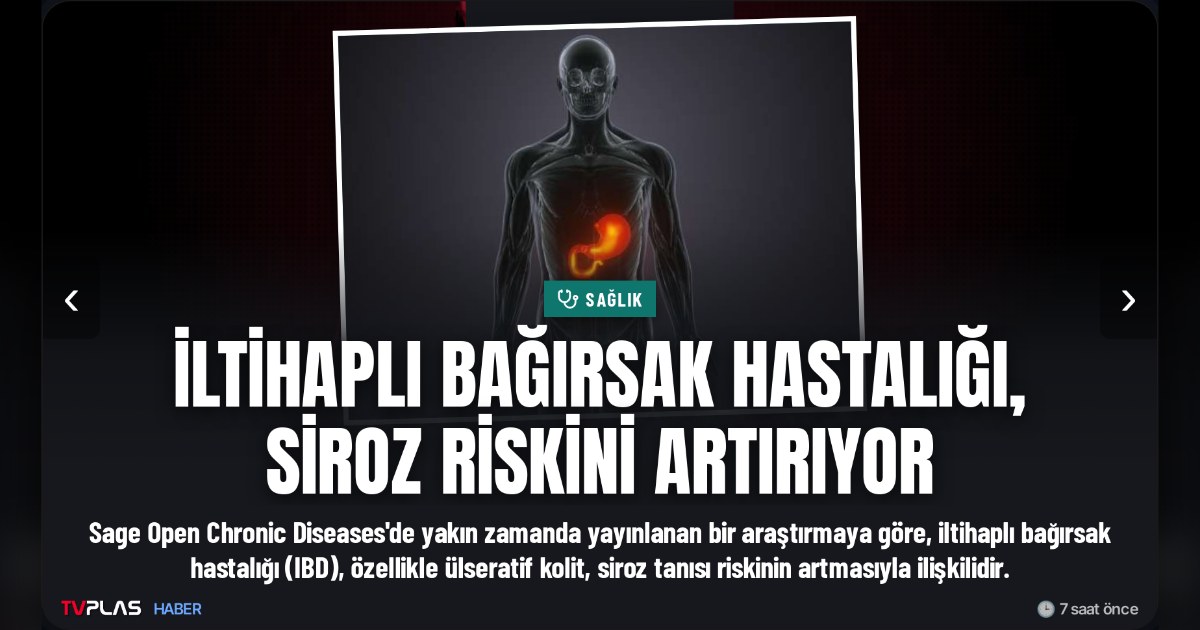 SAĞLIK
İLTİHAPLI BAĞIRSAK HASTALIĞI,
SİROZ RİSKİNİ ARTIRIYOR
Sage Open Chronic Diseases'de yakın zamanda yayınlanan bir araştırmaya göre, iltihaplı bağırsak
hastalığı (IBD), özellikle ülseratif kolit, siroz tanısı riskinin artmasıyla ilişkilidir.
TVPLAS HABER
7 saat önce